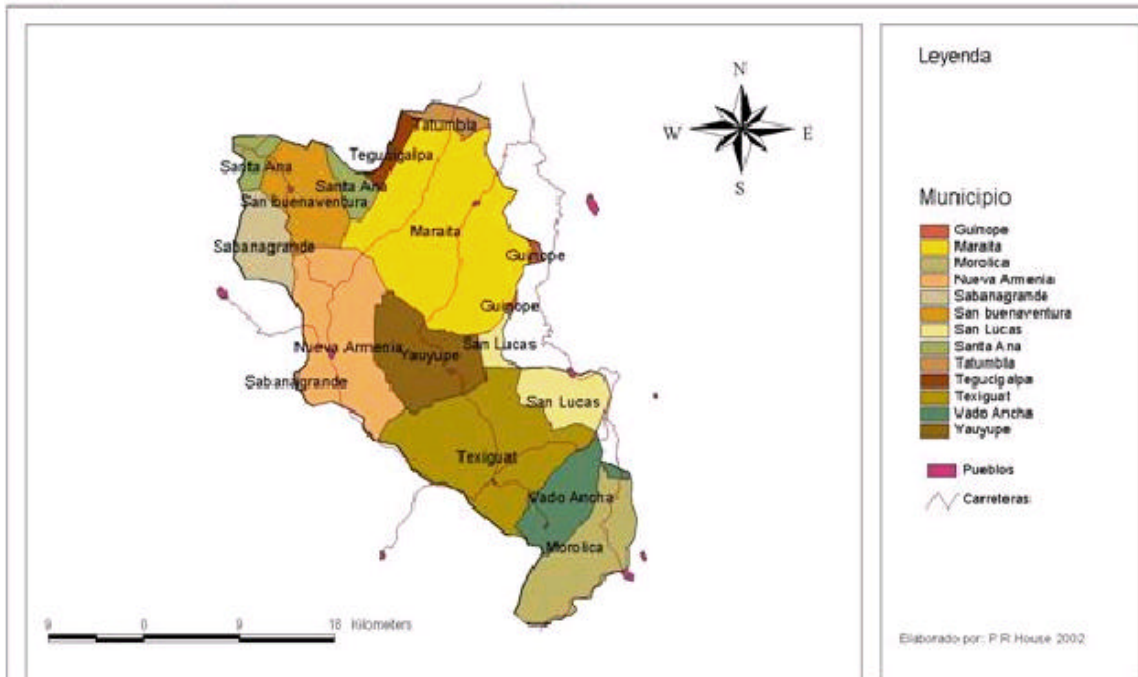 N
W E
S
Tatumbla
Tegucigalpa
Santa Ana
Santa Ana
San buenaventura
Maraita
Sabanagrande
Guinope
Guinope
Nueva Armenia
San Lucas
Yauyupe
Sabanagrande
San Lucas
Texiguat
Vado Ancha
Morolica
9 0 9 18 Kilometers
Leyenda
Municipio
Guinope
Maraita
Morolica
Nueva Armenia
Sabanagrande
San buenaventura
San Lucas
Santa Ana
Tatumbla
Tegucigalpa
Texiguat
Vado Ancha
Yauyupe
Pueblos
Carreteras
Elaborado por: P R House 2002